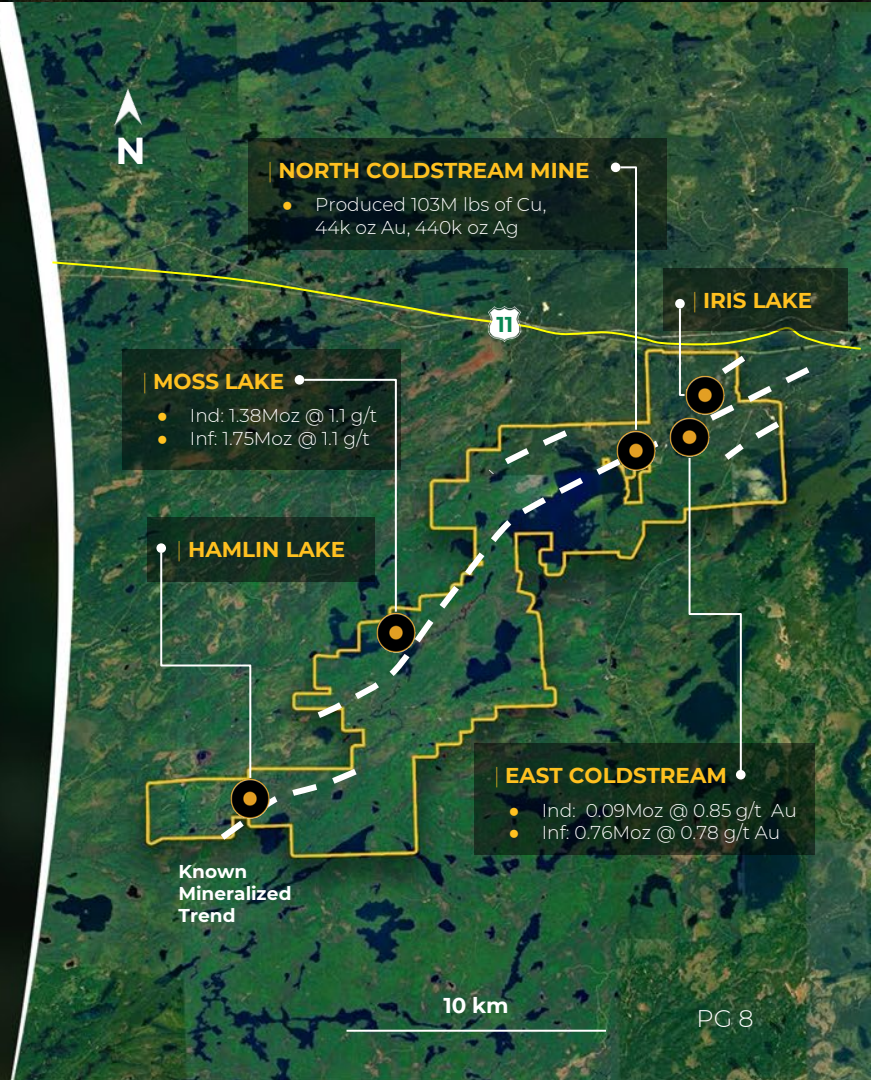 N
NORTH COLDSTREAM MINE
Produced 103M lbs of Cu,
44k oz Au, 440k oz Ag
IRIS LAKE
11
MOSS LAKE
Ind: 1.38Moz @ 1.1 g/t
Inf: 1.75Moz @ 1.1 g/t
HAMLIN LAKE
EAST COLDSTREAM
Ind: 0.09Moz @ 0.85 g/t Au
Inf: 0.76Moz @ 0.78 g/t Au
Known
Mineralized
Trend
10 km
PG 8